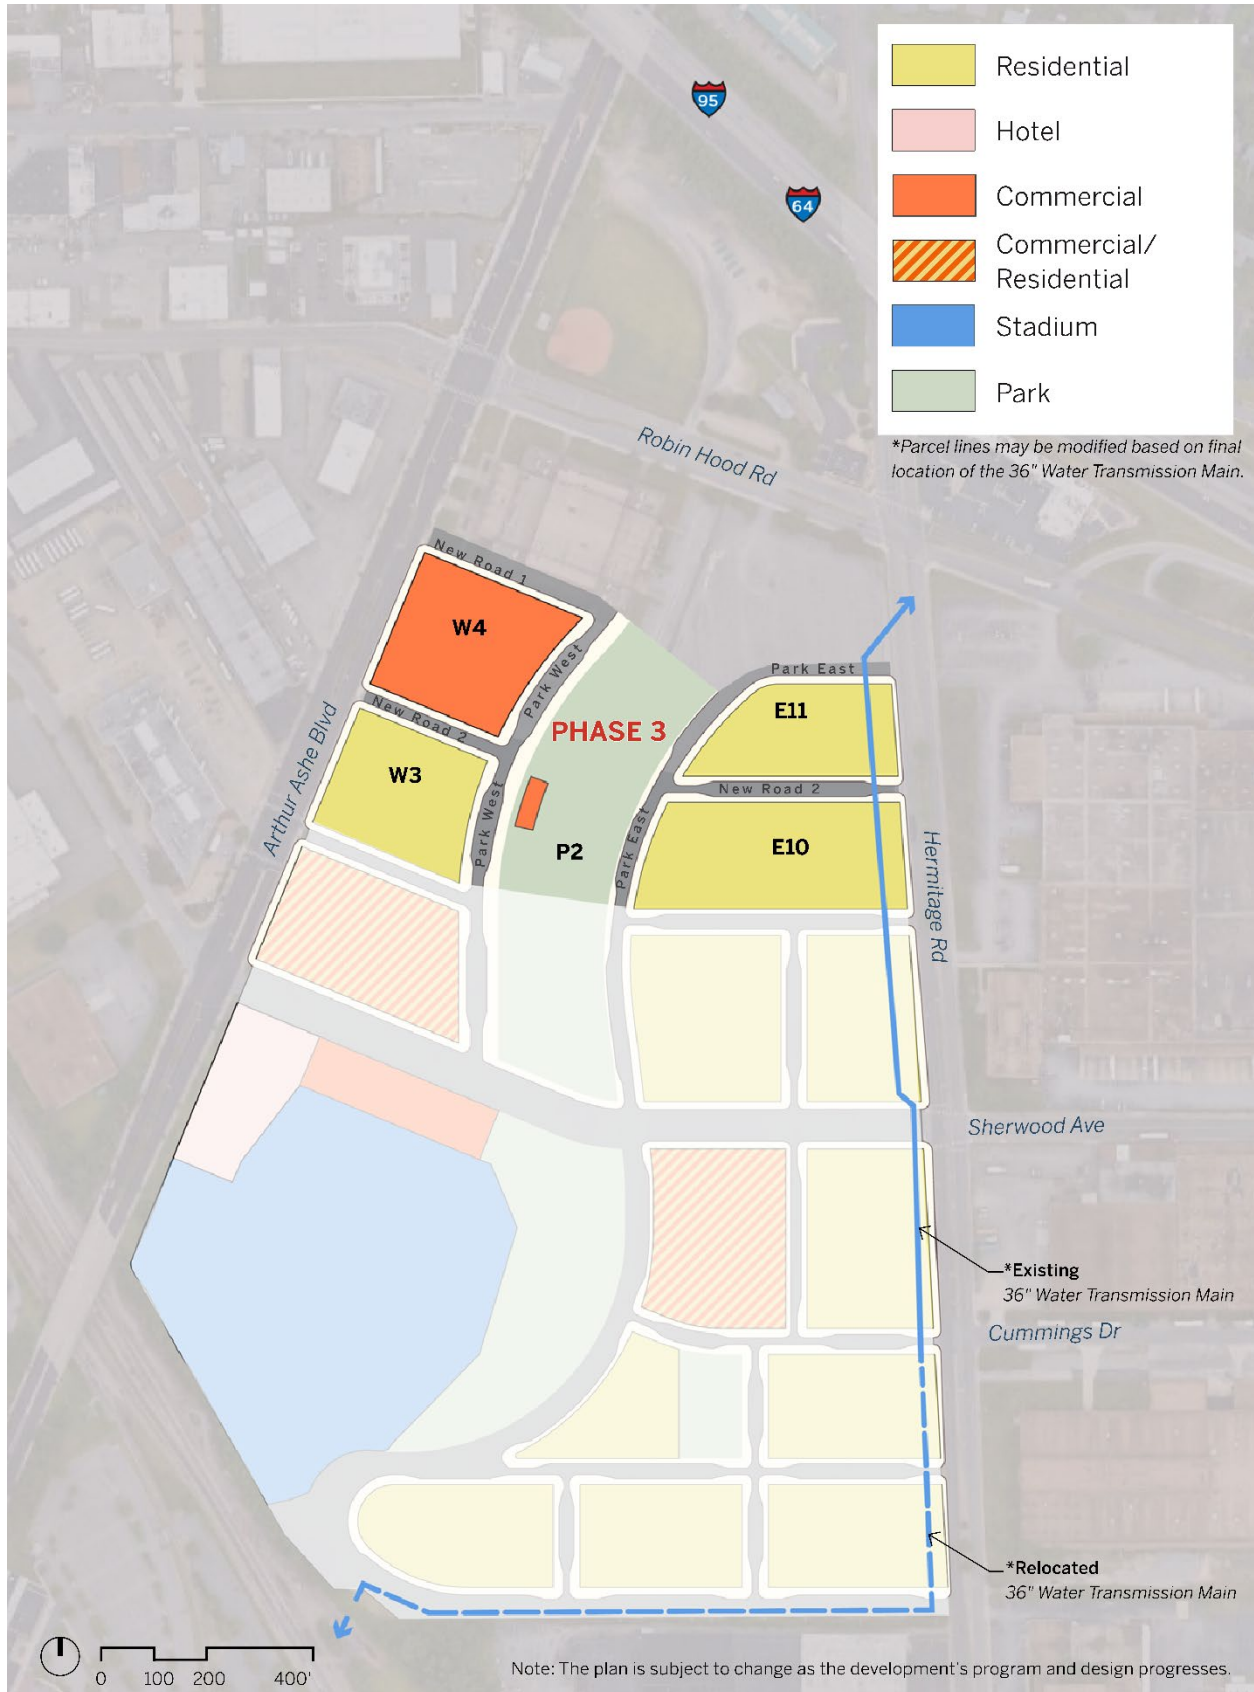 Residential
Hotel
Commercial
Commercial/
Residential
Stadium
Park
*Parcel lines may be modified based on final
location of the 36" Water Transmission Main.
95
64
Robin Hood Rd
New Road 1
W4
Park West
New Road 2
Arthur Ashe Blvd
W3
Park West
PHASE 3
P2
Park East
E11
New Road 2
Park East
E10
Hermitage Rd
Sherwood Ave
*Existing
36" Water Transmission Main
Cummings Dr
*Relocated
36" Water Transmission Main
0 100 200 400'
Note: The plan is subject to change as the development's program and design progresses.